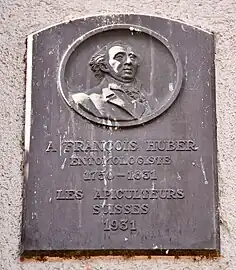 A FRANÇOIS HUBER
ENTOMOLOGISTE
1750-1831
LES APICULTEURS
SUISSES
1931